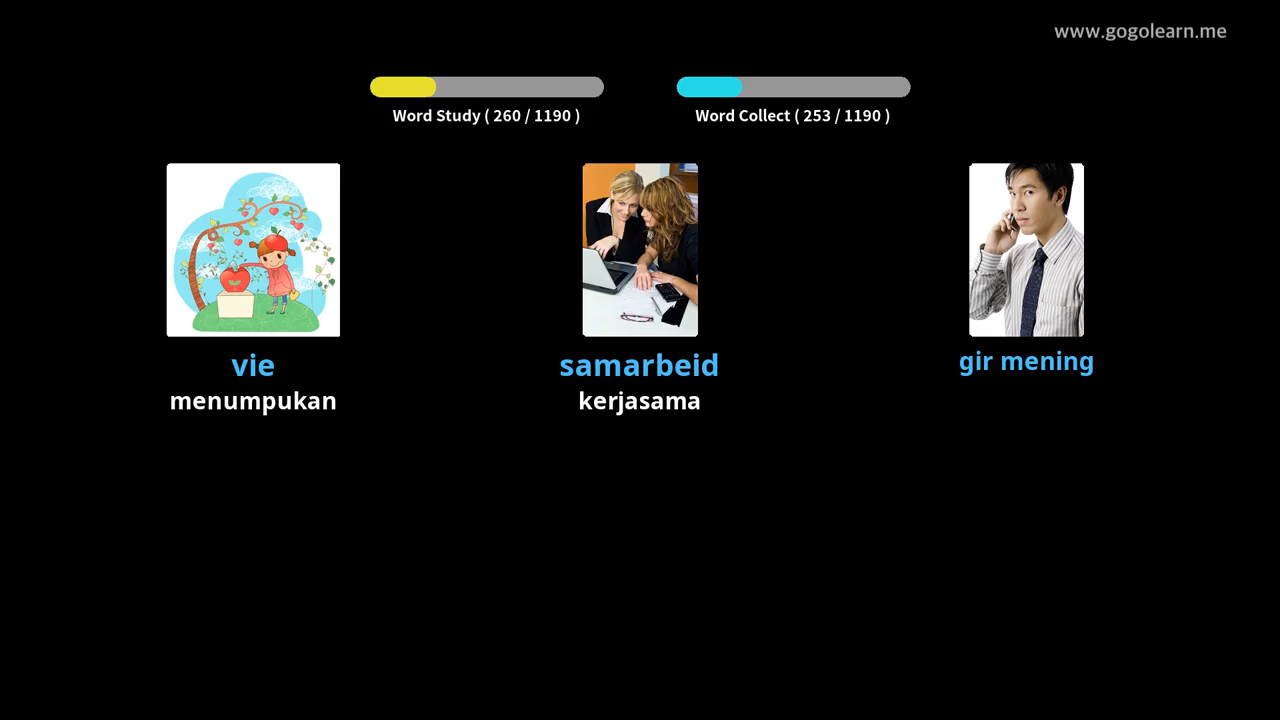 www.gogolearn.me
Word Study ( 260 / 1190 )
Word Collect ( 253 / 1190 )
vie
menumpukan
samarbeid
kerjasama
gir mening